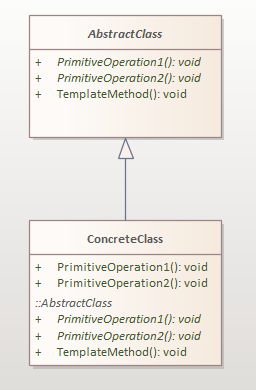 AbstractClass
+ PrimitiveOperation1(): void
+ PrimitiveOperation2(): void
+ TemplateMethod(): void
ConcreteClass
+ PrimitiveOperation1(): void
+ PrimitiveOperation2(): void
::AbstractClass
+ PrimitiveOperation1(): void
+ PrimitiveOperation2(): void
+ TemplateMethod(): void